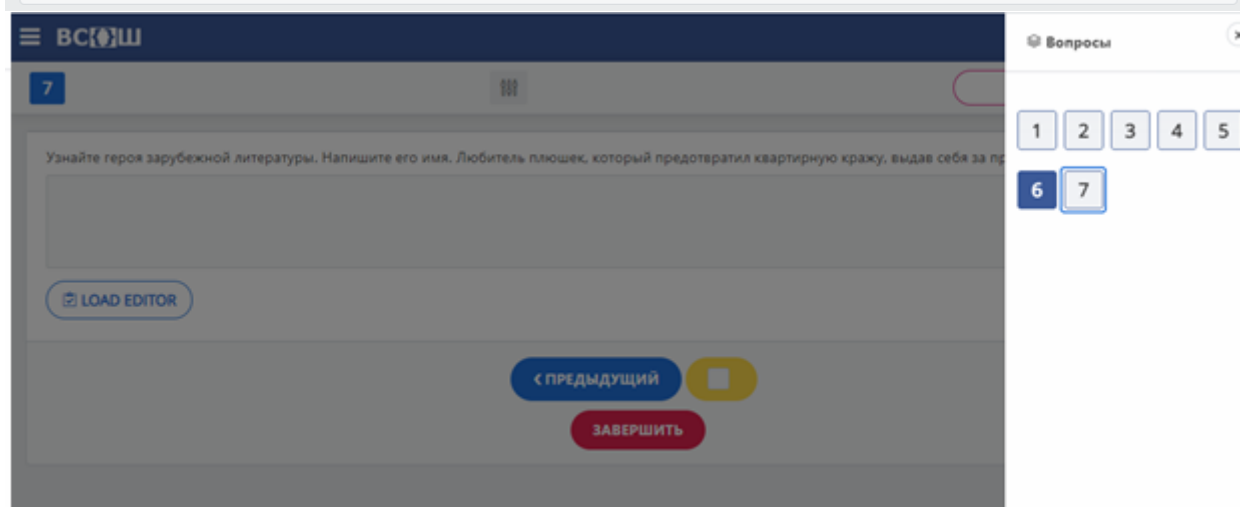 ВСОШ
Вопросы
7
1 2 3 4 5
6 7
Узнайте героя зарубежной литературы. Напишите его имя. Любитель плюшек, который предотвратил квартирную кражу, выдав себя за
LOAD EDITOR
ПРЕДЫДУЩИЙ
ЗАВЕРШИТЬ